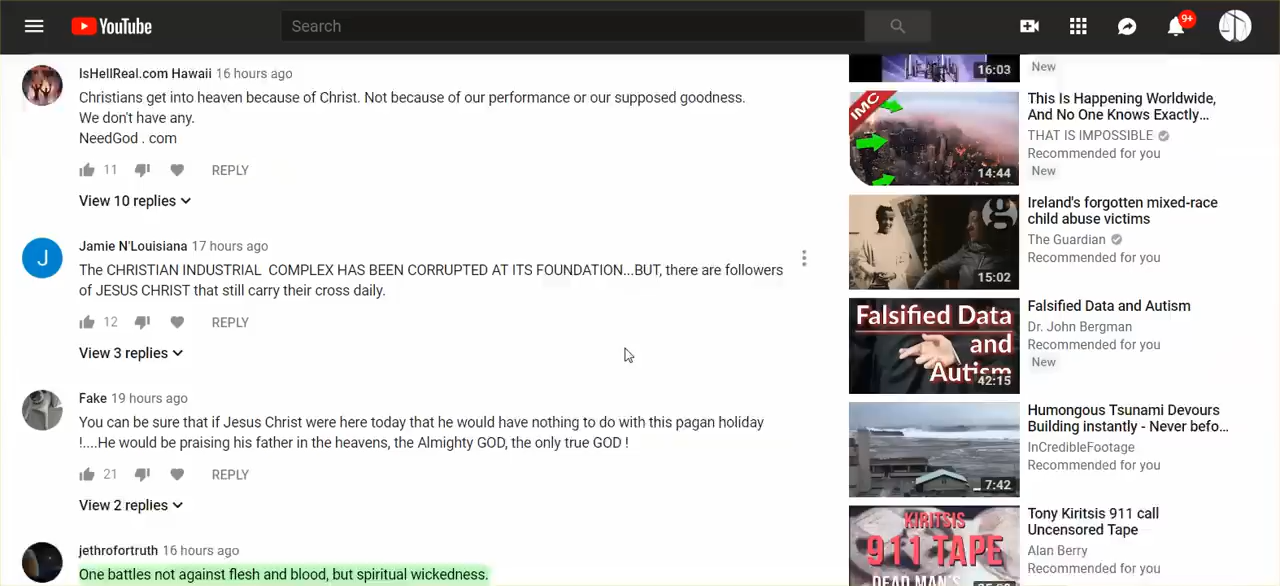 YouTube
Search
9+
IsHellReal.com Hawaii 16 hours ago
Christians get into heaven because of Christ. Not because of our performance or our supposed goodness.
We don't have any.
NeedGod . com
11
REPLY
View 10 replies
J
Jamie N'Louisiana 17 hours ago
The CHRISTIAN INDUSTRIAL COMPLEX HAS BEEN CORRUPTED AT ITS FOUNDATION...BUT, there are followers
of JESUS CHRIST that still carry their cross daily.
12
REPLY
View 3 replies
Fake 19 hours ago
You can be sure that if Jesus Christ were here today that he would have nothing to do with this pagan holiday
!....He would be praising his father in the heavens, the Almighty GOD, the only true GOD !
21
REPLY
View 2 replies
jethrofortruth 16 hours ago
One battles not against flesh and blood, but spiritual wickedness.
16:03
New
IMC
14:44
This Is Happening Worldwide,
And No One Knows Exactly...
THAT IS IMPOSSIBLE
Recommended for you
New
15:02
Ireland's forgotten mixed-race
child abuse victims
The Guardian
Recommended for you
Falsified Data
and
Autism
42:15
Falsified Data and Autism
Dr. John Bergman
Recommended for you
New
7:42
Humongous Tsunami Devours
Building instantly - Never befo...
InCredibleFootage
Recommended for you
KIRITSIS
911 TAPE
DEAD MAN'S
Tony Kiritsis 911 call
Uncensored Tape
Alan Berry
Recommended for you